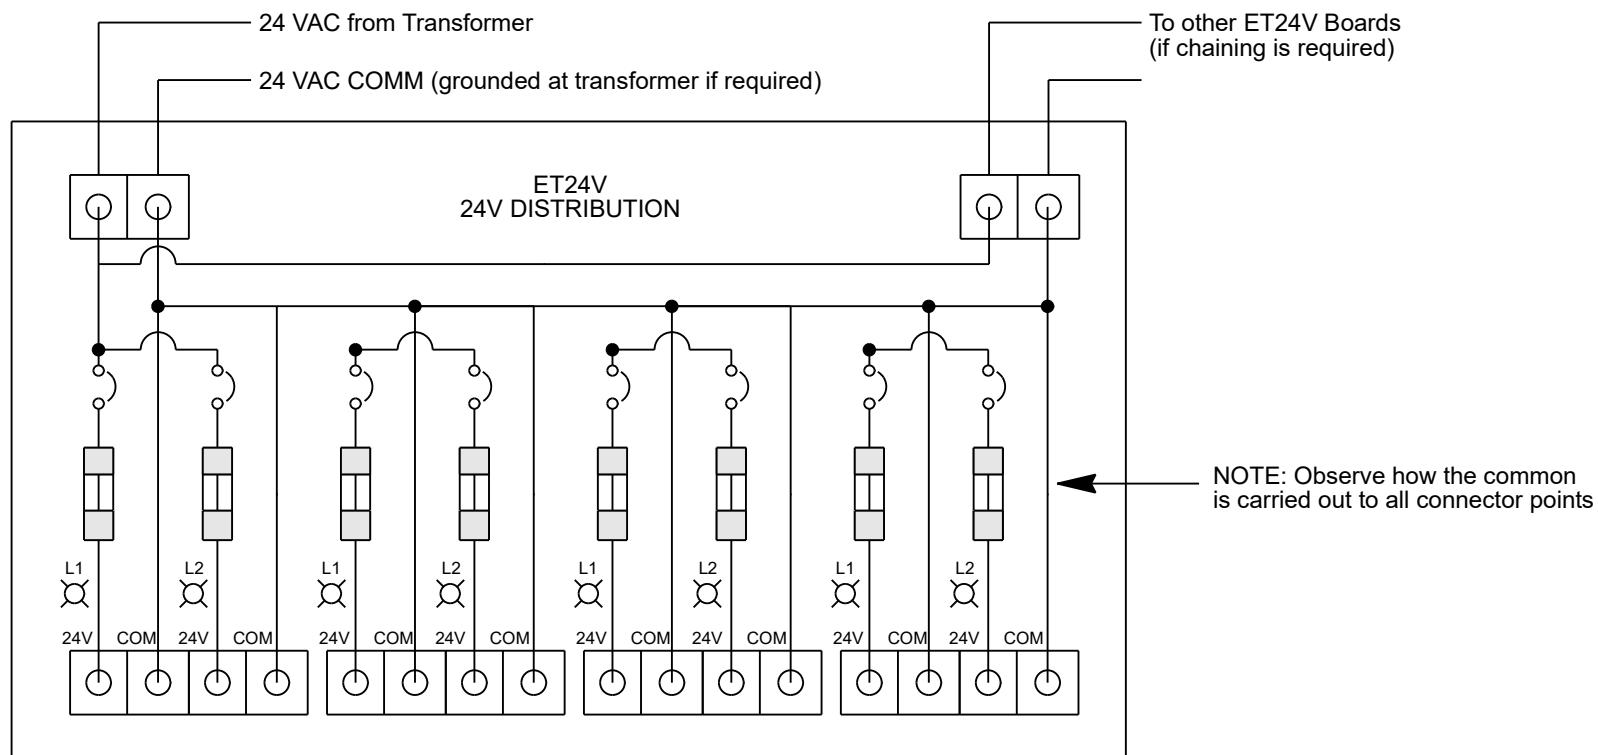 24 VAC from Transformer
To other ET24V Boards
(if chaining is required)
24 VAC COMM (grounded at transformer if required)
ET24V
24V DISTRIBUTION
NOTE: Observe how the common
is carried out to all connector points
L1 L2 L1 L2 L1 L2 L1 L2
24V COM 24V COM 24V COM 24V COM 24V COM 24V COM 24V COM 24V COM